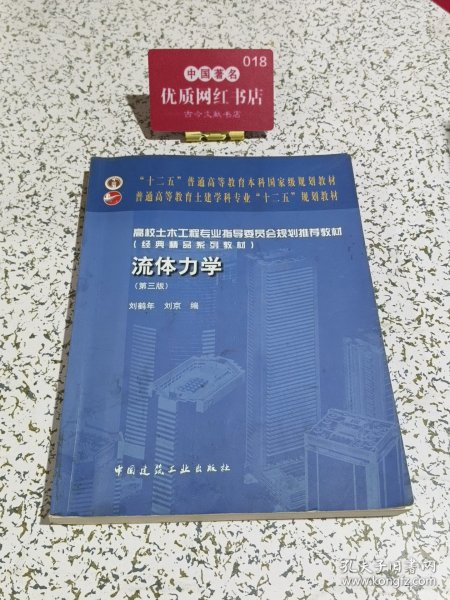 018
中国著名
优质网红书店
古今文献书店
“十二五”普通高等教育本科国家级规划教材
普通高等教育土建学科专业“十二五”规划教材
高校土木工程专业指导委员会规划推荐教材
(经典精品系列教材)
流体力学
(第三版)
刘鹤年 刘京 编
中国建筑工业出版社
孔夫子旧书网
www.kongfz.com